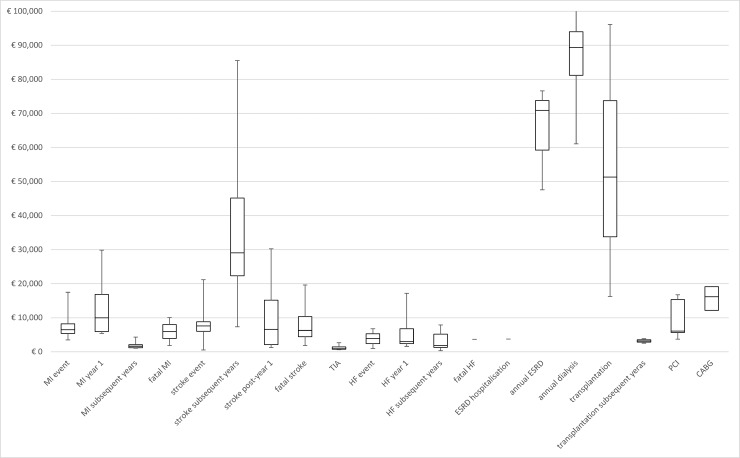 € 100,000
€ 90,000
€ 80,000
€ 70,000
€ 60,000
€ 50,000
€ 40,000
€ 30,000
€ 20,000
€ 10,000
€ 0
MI event
MI year 1
MI subsequent years
fatal MI
stroke event
stroke subsequent years
stroke post-year 1
fatal stroke
TIA
HF event
HF year 1
HF subsequent years
fatal HF
ESRD hospitalisation
annual ESRD
annual dialysis
transplantation
transplantation subsequent yeras
PCI
CABG